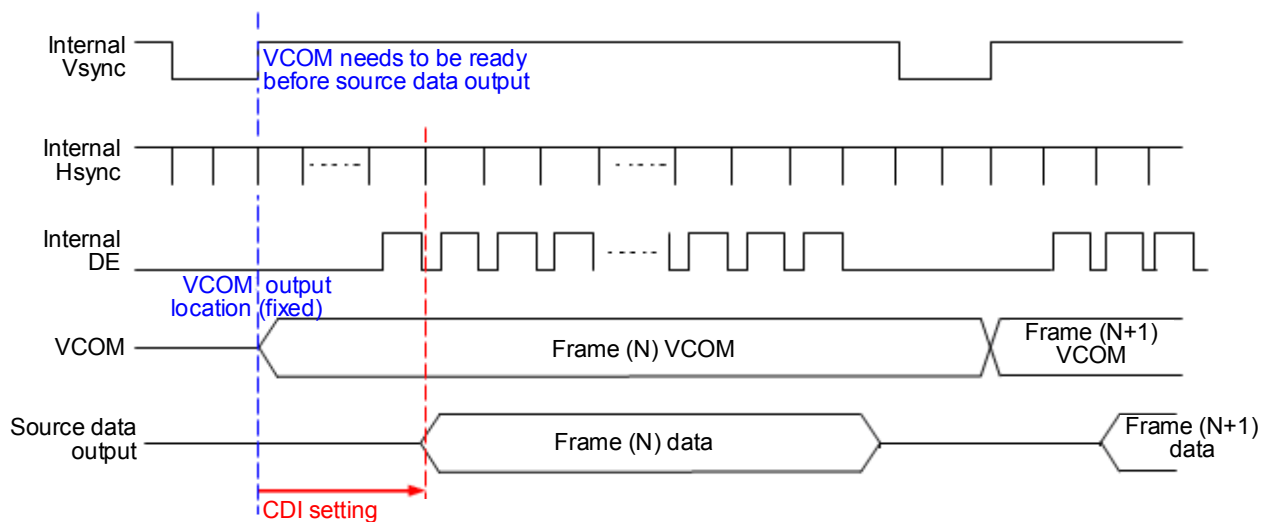 Internal
Vsync
VCOM needs to be ready
before source data output
Internal
Hsync
Internal
DE
VCOM output
location (fixed)
VCOM
Frame (N) VCOM
Frame (N+1)
VCOM
Source data
output
Frame (N) data
Frame (N+1)
data
CDI setting